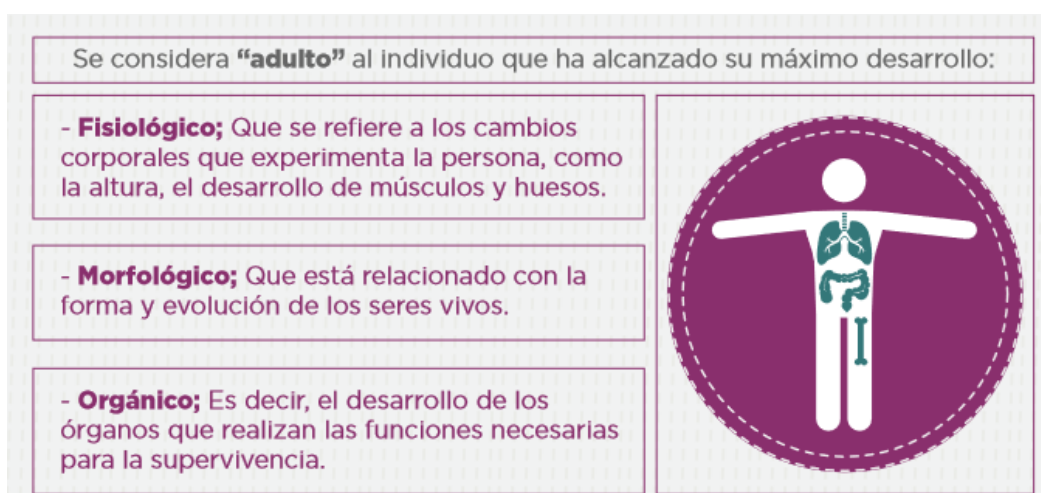 Se considera “adulto” al individuo que ha alcanzado su máximo desarrollo:
- Fisiológico; Que se refiere a los cambios
corporales que experimenta la persona, como
la altura, el desarrollo de músculos y huesos.
- Morfológico; Que está relacionado con la
forma y evolución de los seres vivos.
- Orgánico; Es decir, el desarrollo de los
órganos que realizan las funciones necesarias
para la supervivencia.